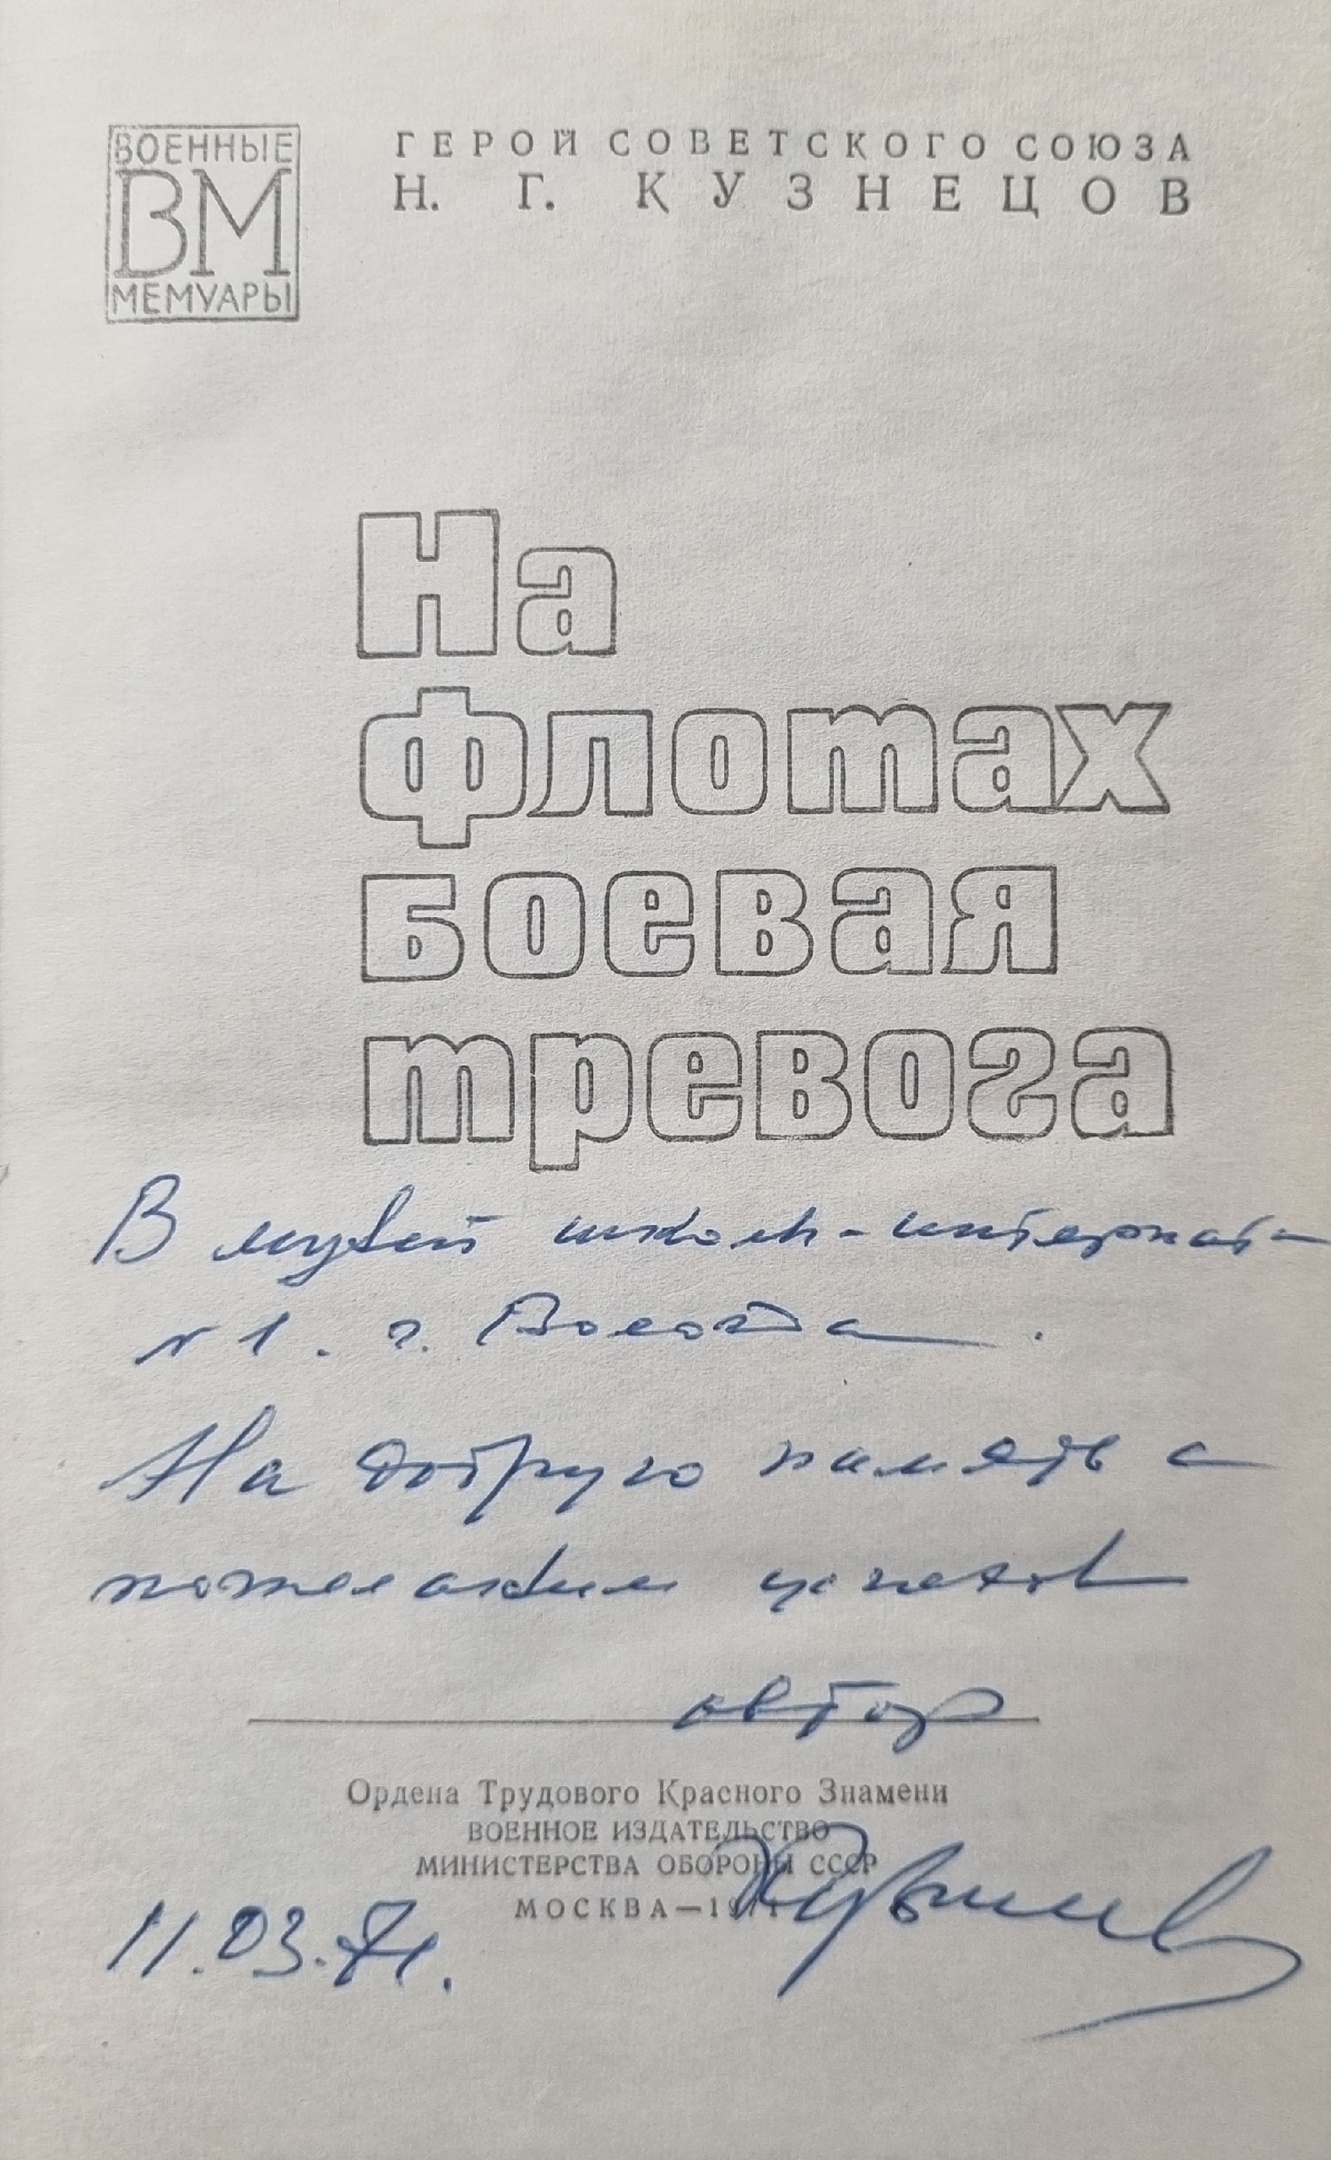 ВОЕННЫЕ
ВМ
МЕМУАРЫ
ГЕРОЙ СОВЕТСКОГО СОЮЗА
Н. Г. КУЗНЕЦОВ
На
флотах
боевая
тревога
В музей школы-интерната
№ 1. г. Вологда.
На добрую память с
пожеланием успехов
автор
Ордена Трудового Красного Знамени
ВОЕННОЕ ИЗДАТЕЛЬСТВО
МИНИСТЕРСТВА ОБОРОНЫ СССР
МОСКВА—1971
11.03.71.